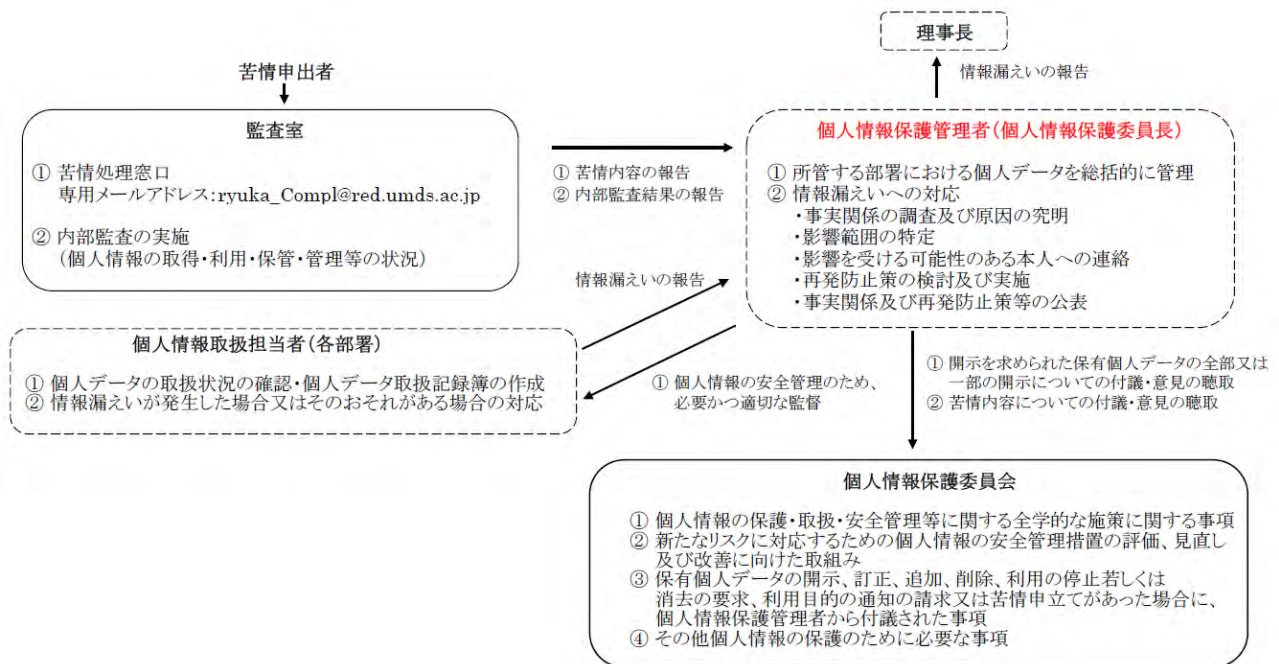 理事長
情報漏えいの報告
苦情申出者
監査室
① 苦情処理窓口
専用メールアドレス:ryuka_Compl@red.umds.ac.jp
② 内部監査の実施
(個人情報の取得・利用・保管・管理等の状況)
① 苦情内容の報告
② 内部監査結果の報告
個人情報保護管理者(個人情報保護委員長)
① 所管する部署における個人データを総括的に管理
② 情報漏えいへの対応
・事実関係の調査及び原因の究明
・影響範囲の特定
・影響を受ける可能性のある本人への連絡
・再発防止策の検討及び実施
・事実関係及び再発防止策等の公表
情報漏えいの報告
個人情報取扱担当者(各部署)
① 個人データの取扱状況の確認・個人データ取扱記録簿の作成
② 情報漏えいが発生した場合又はそのおそれがある場合の対応
① 個人情報の安全管理のため、
必要かつ適切な監督
① 開示を求められた保有個人データの全部又は
一部の開示についての付議・意見の聴取
② 苦情内容についての付議・意見の聴取
個人情報保護委員会
① 個人情報の保護・取扱・安全管理等に関する全学的な施策に関する事項
② 新たなリスクに対応するための個人情報の安全管理措置の評価、見直し
及び改善に向けた取組み
③ 保有個人データの開示、訂正、追加、削除、利用の停止若しくは
消去の要求、利用目的の通知の請求又は苦情申立てがあった場合に、
個人情報保護管理者から付議された事項
④ その他個人情報の保護のために必要な事項